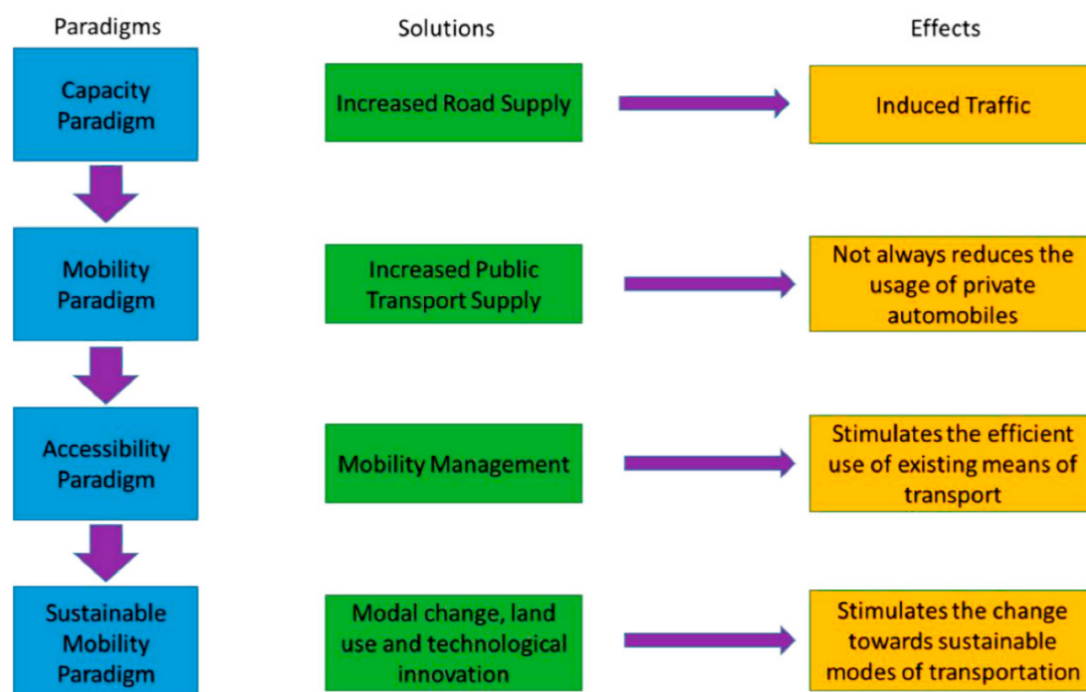 Paradigms
Solutions
Effects
Capacity
Paradigm
Increased Road Supply
Induced Traffic
Mobility
Paradigm
Increased Public
Transport Supply
Not always reduces the
usage of private
automobiles
Accessibility
Paradigm
Mobility Management
Stimulates the efficient
use of existing means of
transport
Sustainable
Mobility
Paradigm
Modal change, land
use and technological
innovation
Stimulates the change
towards sustainable
modes of transportation